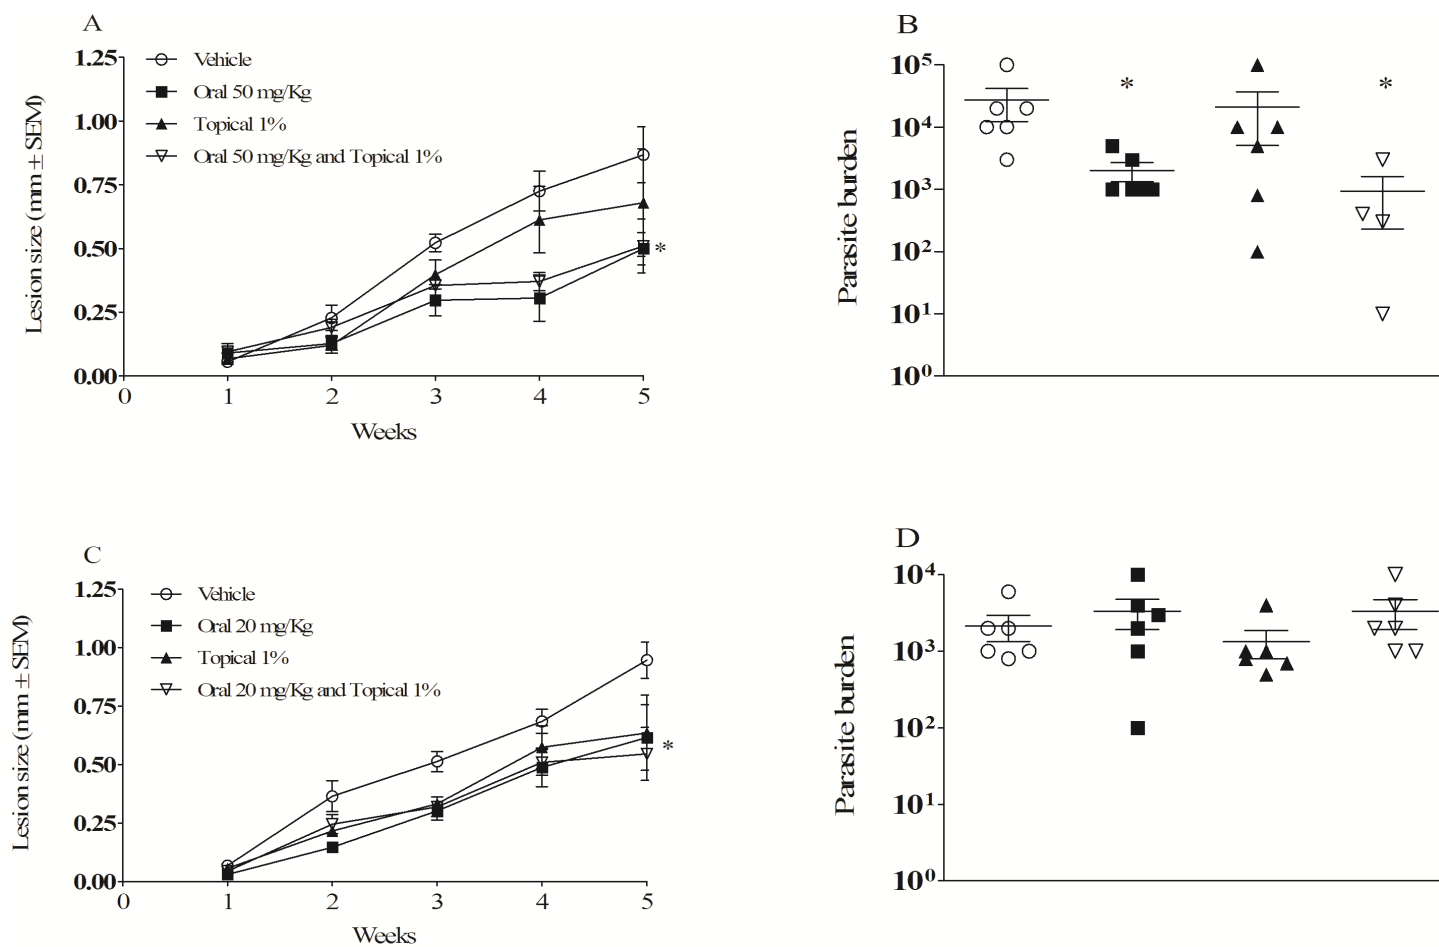 A
1.25
1.00
0.75
0.50
0.25
0.00
Lesion size (mm ± SEM)
Vehicle
Oral 50 mg/Kg
Topical 1%
Oral 50 mg/Kg and Topical 1%
*
0 1 2 3 4 5
Weeks
B
10⁵
10⁴
10³
10²
10¹
10⁰
Parasite burden
* *
C
1.25
1.00
0.75
0.50
0.25
0.00
Lesion size (mm ± SEM)
Vehicle
Oral 20 mg/Kg
Topical 1%
Oral 20 mg/Kg and Topical 1%
*
0 1 2 3 4 5
Weeks
D
10⁴
10³
10²
10¹
10⁰
Parasite burden